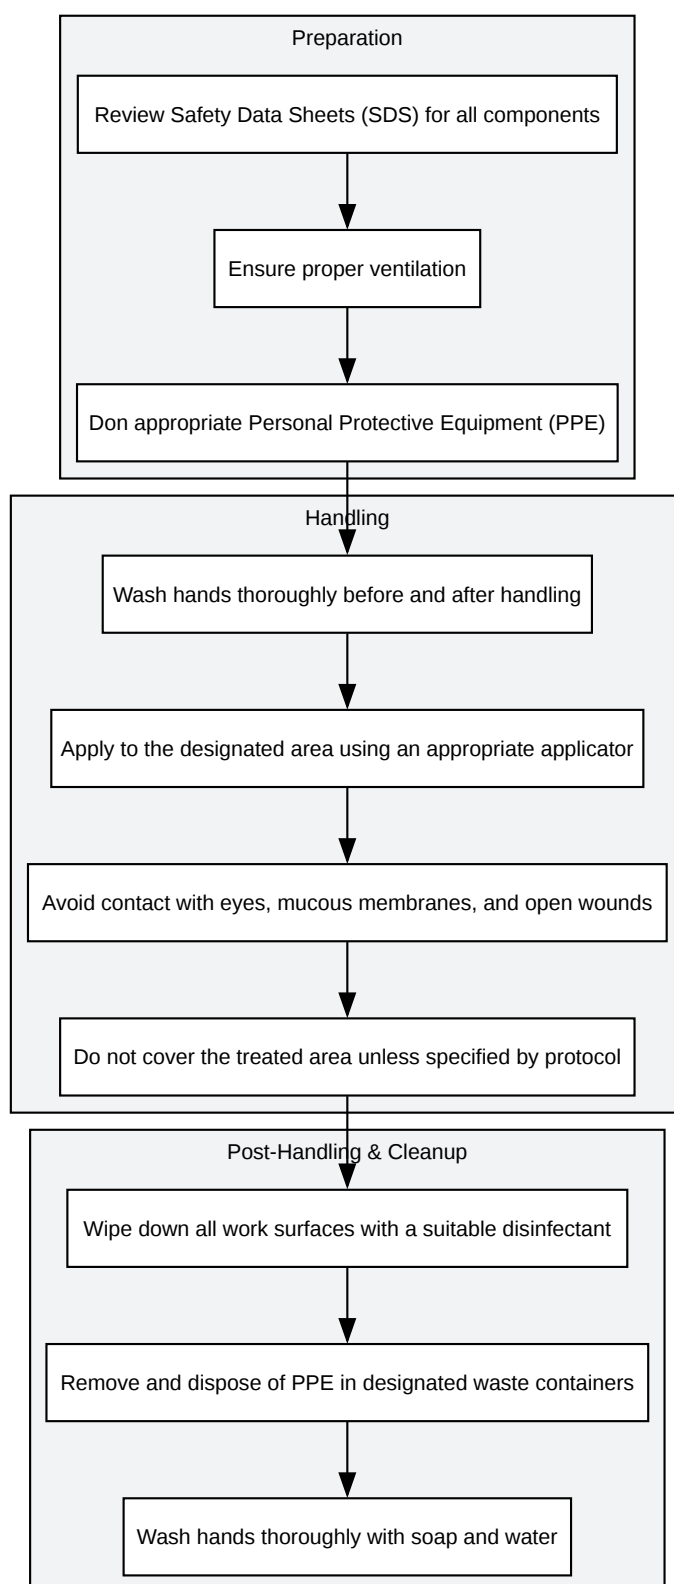 Preparation
Review Safety Data Sheets (SDS) for all components
Ensure proper ventilation
Don appropriate Personal Protective Equipment (PPE)
Handling
Wash hands thoroughly before and after handling
Apply to the designated area using an appropriate applicator
Avoid contact with eyes, mucous membranes, and open wounds
Do not cover the treated area unless specified by protocol
Post-Handling & Cleanup
Wipe down all work surfaces with a suitable disinfectant
Remove and dispose of PPE in designated waste containers
Wash hands thoroughly with soap and water